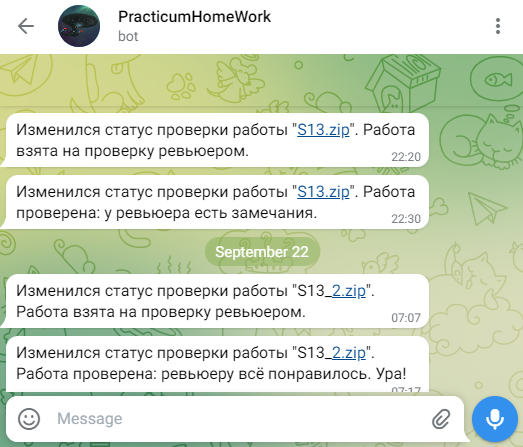 PracticumHomeWork
bot
Изменился статус проверки работы "S13.zip". Работа
взята на проверку ревьюером.
22:20
Изменился статус проверки работы "S13.zip". Работа
проверена: у ревьюера есть замечания.
22:30
September 22
Изменился статус проверки работы "S13_2.zip".
Работа взята на проверку ревьюером.
07:07
Изменился статус проверки работы "S13_2.zip".
Работа проверена: ревьюеру всё понравилось. Ура!
07:17
Message